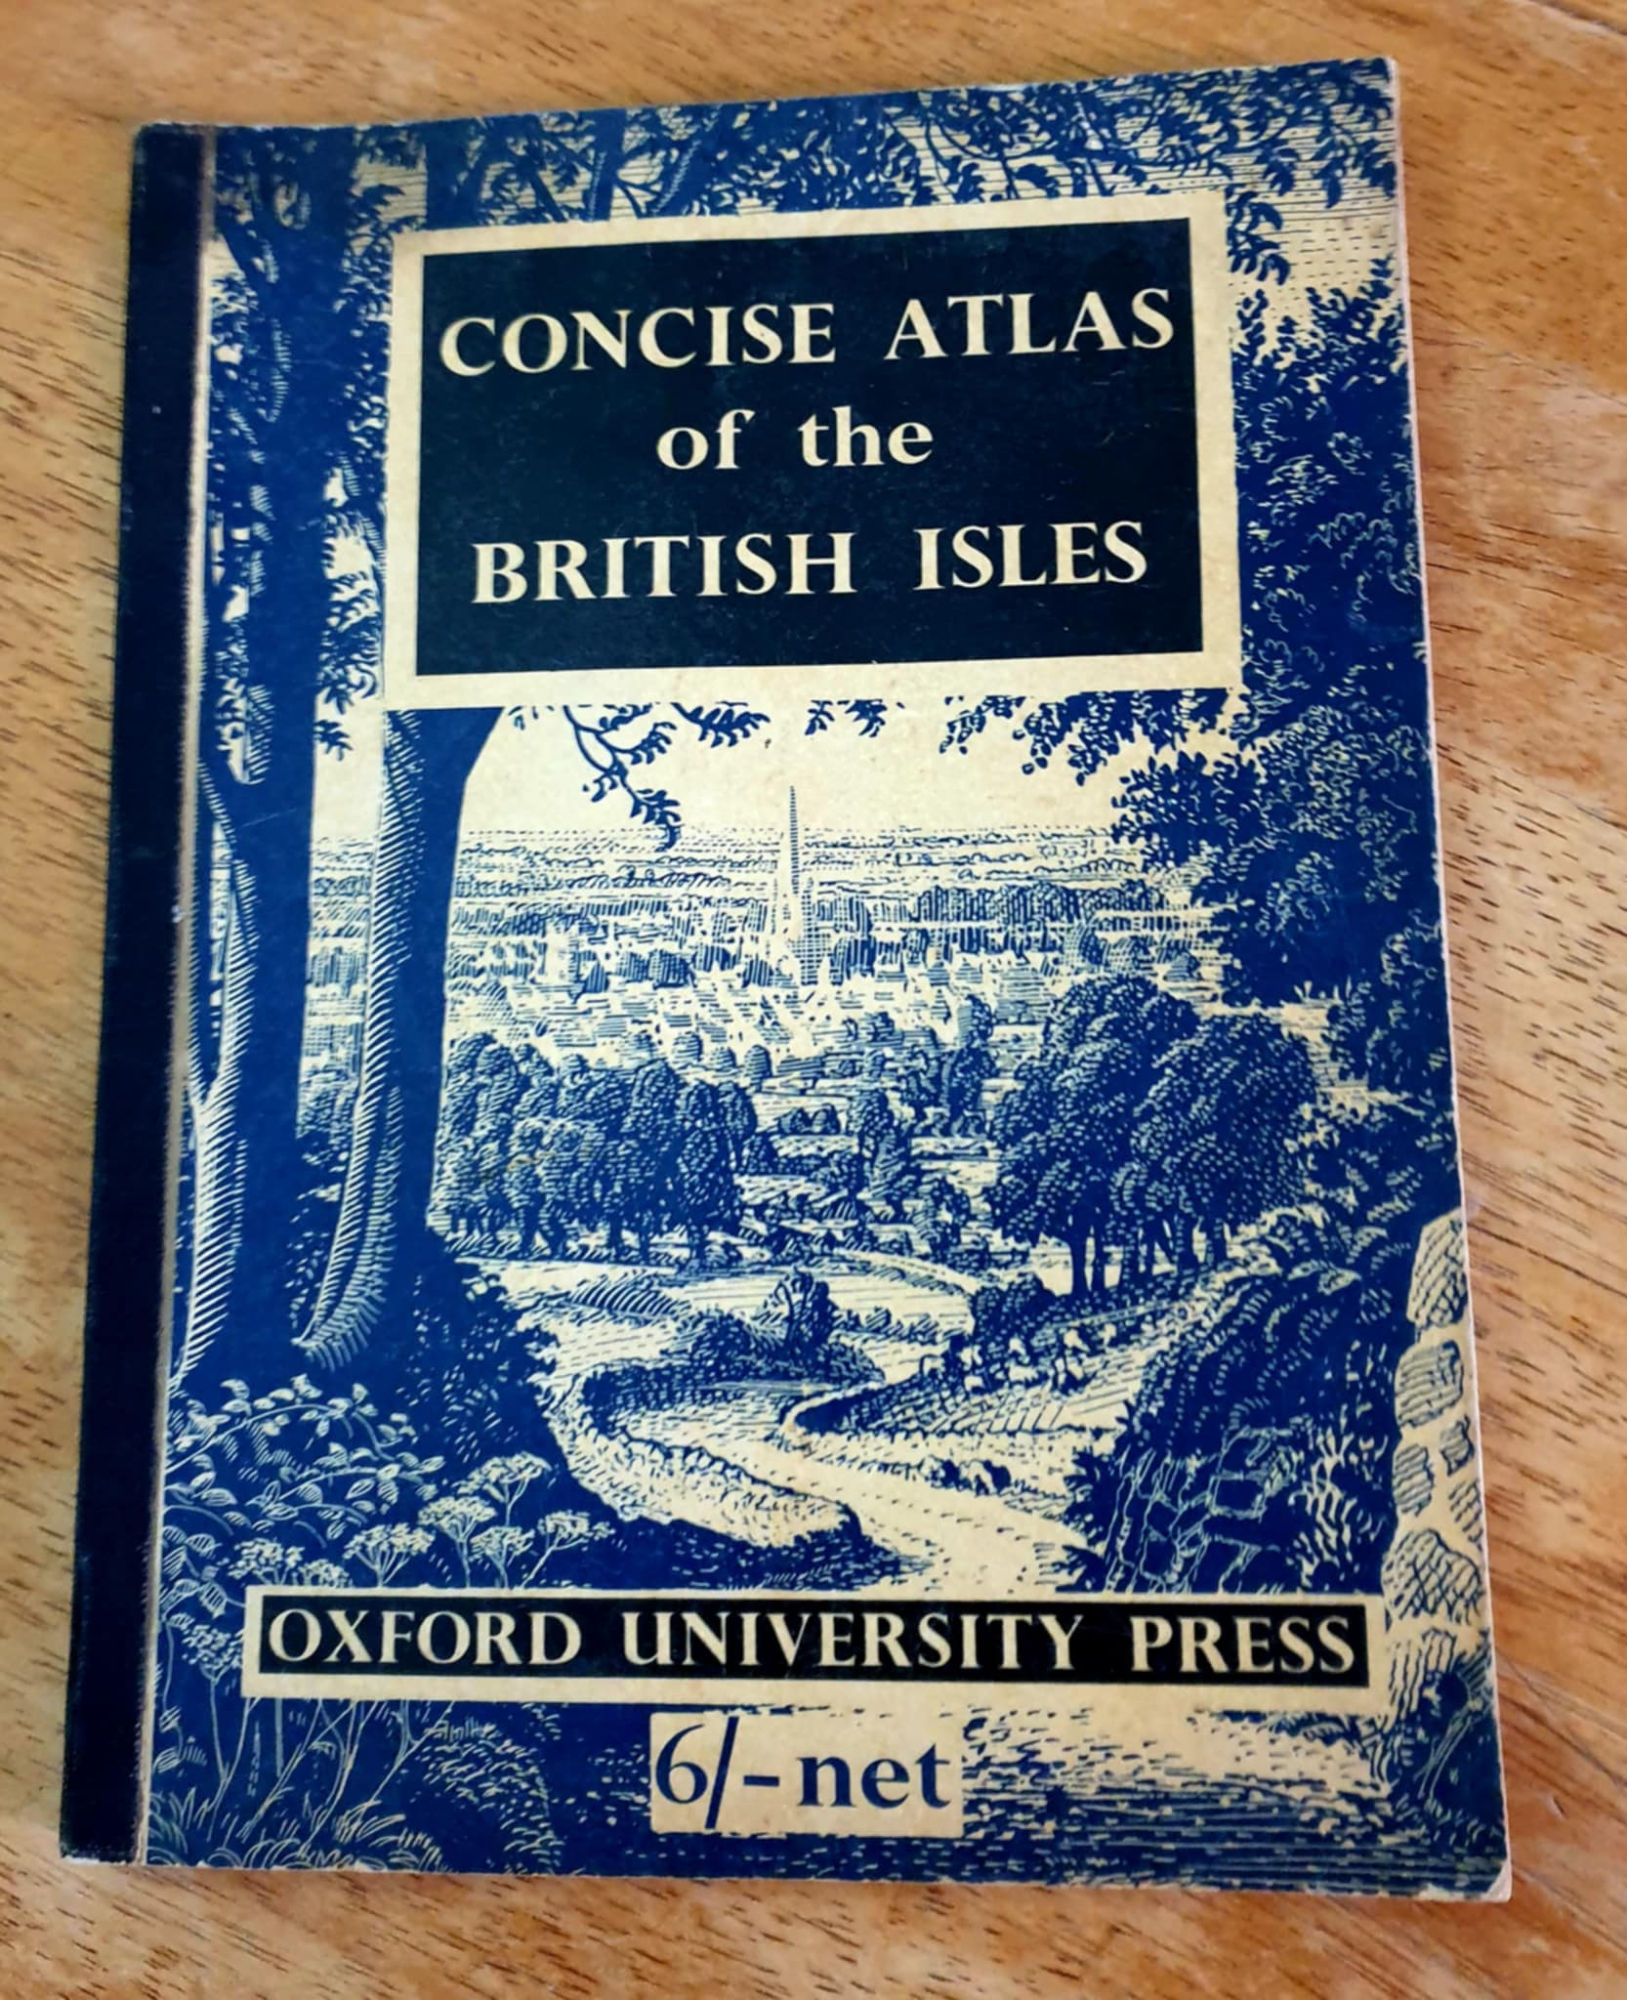 CONCISE ATLAS
of the
BRITISH ISLES
OXFORD UNIVERSITY PRESS
6/- net